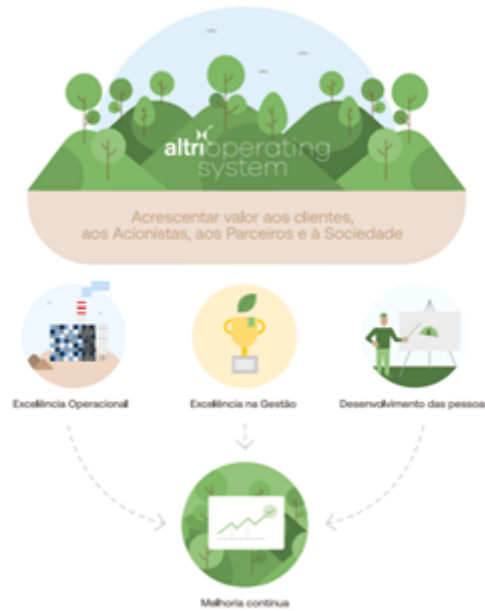 altri operating
system
Acrescentar valor aos clientes,
aos Acionistas, aos Parceiros e à Sociedade
Excelência Operacional
Excelência na Gestão
Desenvolvimento das pessoa
Melhoria contínua